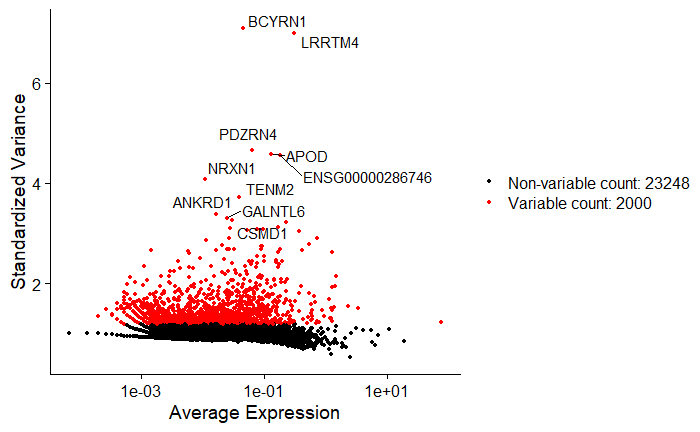 BCYRN1
LRRTM4
6
PDZRN4
APOD
NRXN1
ENSG00000286746
4
TENM2
ANKRD1
GALNTL6
CSMD1
2
Standardized Variance
Non-variable count: 23248
Variable count: 2000
1e-03
1e-01
1e+01
Average Expression